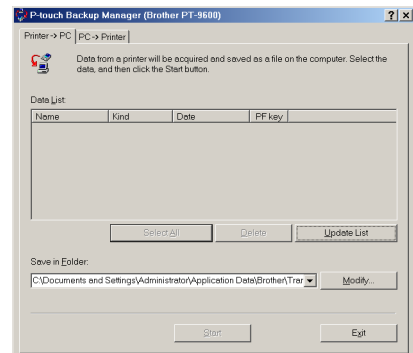 P-touch Backup Manager (Brother PT-9600)
Printer -> PC PC -> Printer
Data from a printer will be acquired and saved as a file on the computer. Select the
data, and then click the Start button.
Data List:
Name Kind Date PF key
Select All Delete Update List
Save in Folder:
C:\Documents and Settings\Administrator\Application Data\Brother\Trar Modify...
Start Exit